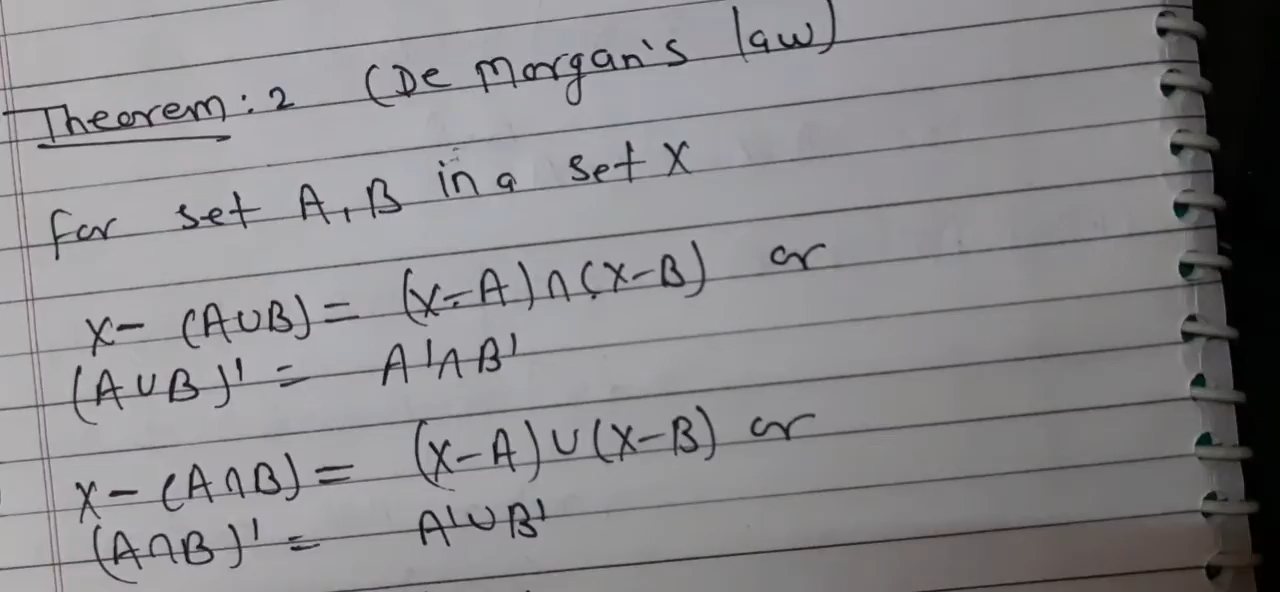 Theorem: 2 (De Morgan's law)
for set A, B in a set X
X- (A∪B) = (X-A)∩(X-B) or
(A∪B)' = A'∩B'
X- (A∩B) = (X-A)∪(X-B) or
(A∩B)' = A'∪B'